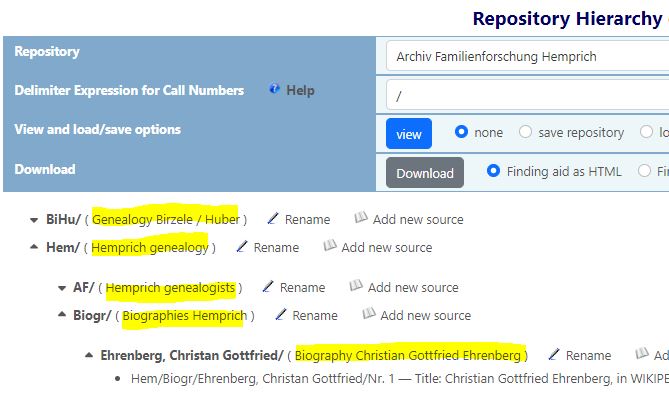 Repository Hierarchy
Repository
Archiv Familienforschung Hemprich
Delimiter Expression for Call Numbers Help
/
View and load/save options
view none save repository lo
Download
Download Finding aid as HTML Fi
BiHu/ ( Genealogy Birzele / Huber ) Rename Add new source
Hem/ ( Hemprich genealogy ) Rename Add new source
AF/ ( Hemprich genealogists ) Rename Add new source
Biogr/ ( Biographies Hemprich ) Rename Add new source
Ehrenberg, Christian Gottfried/ ( Biography Christian Gottfried Ehrenberg ) Rename Ad
• Hem/Biogr/Ehrenberg, Christian Gottfried/Nr. 1 — Title: Christian Gottfried Ehrenberg, in WIKIPE